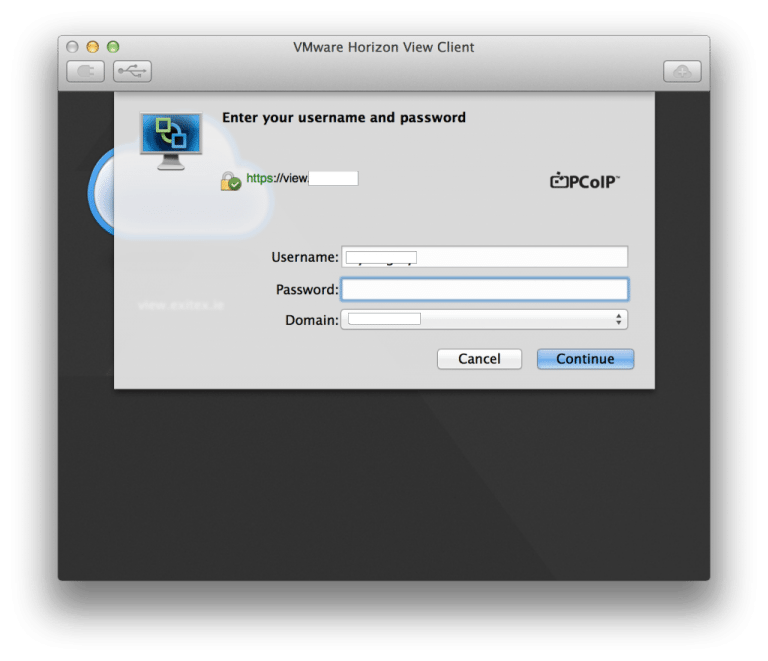 VMware Horizon View Client
Enter your username and password
https://view.
PCoIP™
Username:
Password:
Domain:
Cancel
Continue